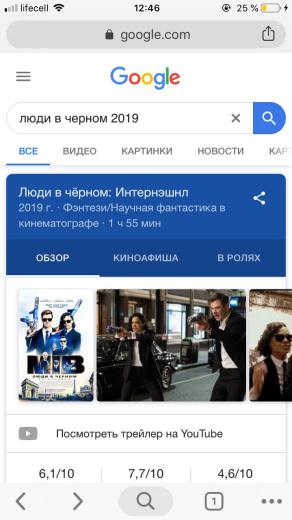 lifecell 12:46 25 %
google.com
Google
люди в черном 2019
ВСЕ ВИДЕО КАРТИНКИ НОВОСТИ КАР
Люди в чёрном: Интернэшнл
2019 г. · Фэнтези/Научная фантастика в
кинематографе · 1 ч 55 мин
ОБЗОР КИНОАФИША В РОЛЯХ
MIB
ЛЮДИ В ЧЕРНОМ
Посмотреть трейлер на YouTube
6,1/10 7,7/10 4,6/10
1